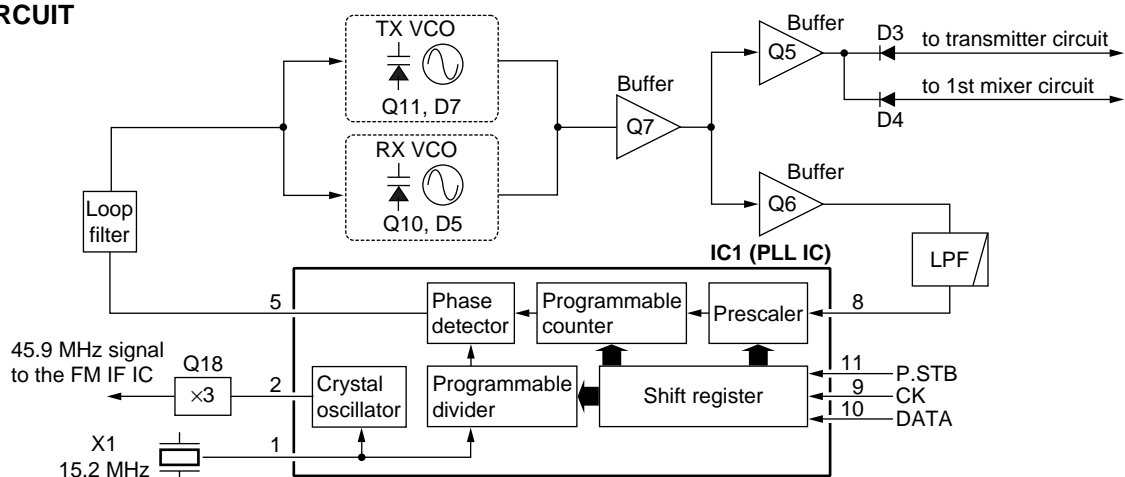 RCUIT
TX VCO
Q11, D7
RX VCO
Q10, D5
Buffer
Q7
Buffer
Q5
D3
to transmitter circuit
to 1st mixer circuit
D4
Buffer
Q6
LPF
Loop
filter
IC1 (PLL IC)
5
Phase
detector
Programmable
counter
Prescaler
8
45.9 MHz signal
to the FM IF IC
Q18
×3
2
Crystal
oscillator
Programmable
divider
Shift register
11
P.STB
9
CK
10
DATA
X1
15.2 MHz
1